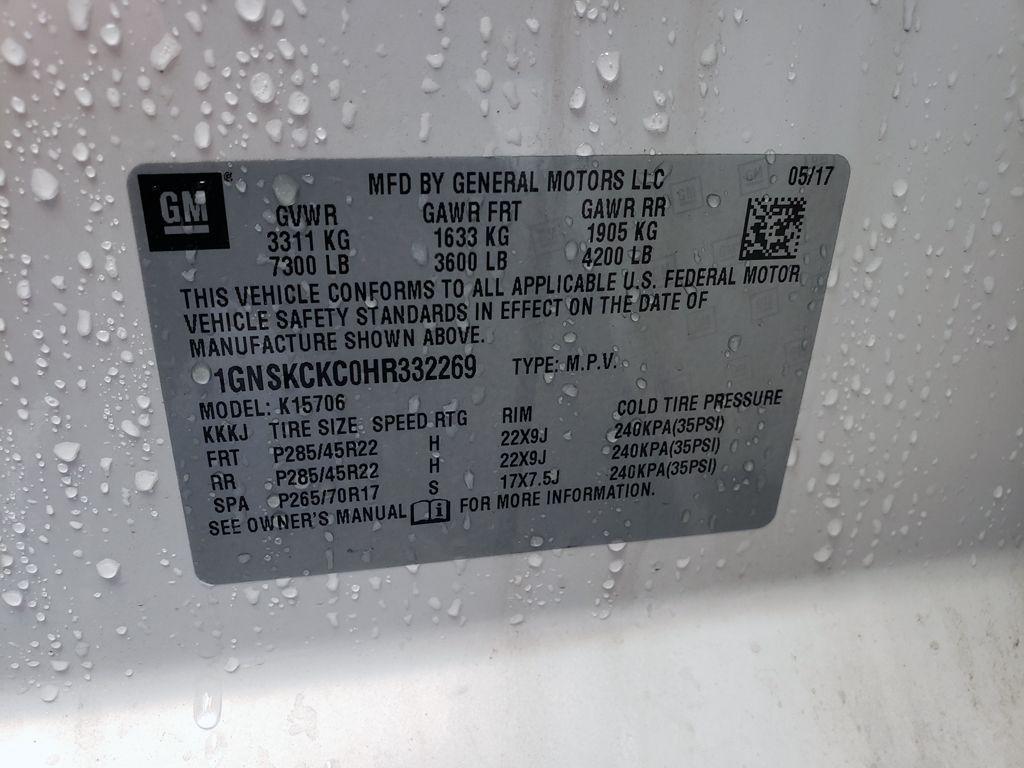 GM ® MFD BY GENERAL MOTORS LLC 05/17
GVWR GAWR FRT GAWR RR
3311 KG 1633 KG 1905 KG
7300 LB 3600 LB 4200 LB
THIS VEHICLE CONFORMS TO ALL APPLICABLE U.S. FEDERAL MOTOR
VEHICLE SAFETY STANDARDS IN EFFECT ON THE DATE OF
MANUFACTURE SHOWN ABOVE.
1GNSKCKC0HR332269 TYPE: M.P.V.
MODEL: K15706
KKKJ TIRE SIZE SPEED RTG RIM COLD TIRE PRESSURE
FRT P285/45R22 H 22X9J 240KPA(35PSI)
RR P285/45R22 H 22X9J 240KPA(35PSI)
SPA P265/70R17 S 17X7.5J 240KPA(35PSI)
SEE OWNER'S MANUAL i FOR MORE INFORMATION.